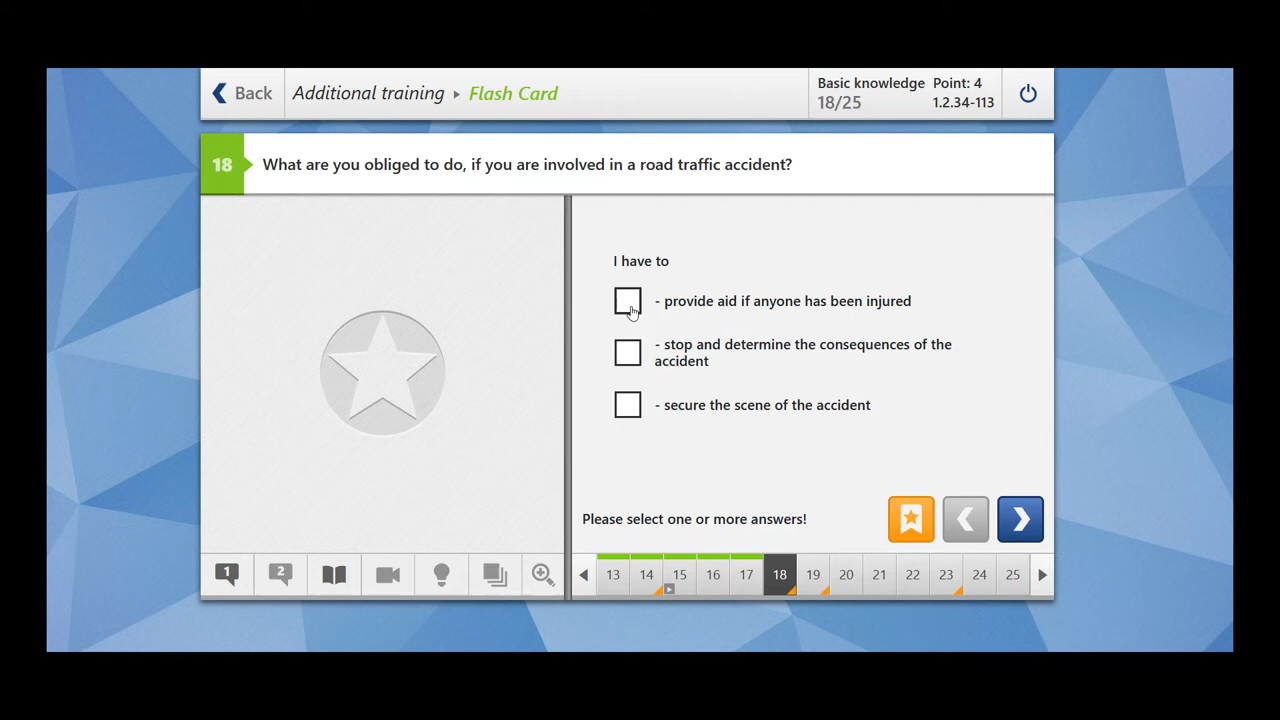 Back
Additional training ▸ Flash Card
Basic knowledge Point: 4
18/25 1.2.34-113
18 What are you obliged to do, if you are involved in a road traffic accident?
I have to
- provide aid if anyone has been injured
- stop and determine the consequences of the
accident
- secure the scene of the accident
Please select one or more answers!
1 2
13 14 15 16 17 18 19 20 21 22 23 24 25